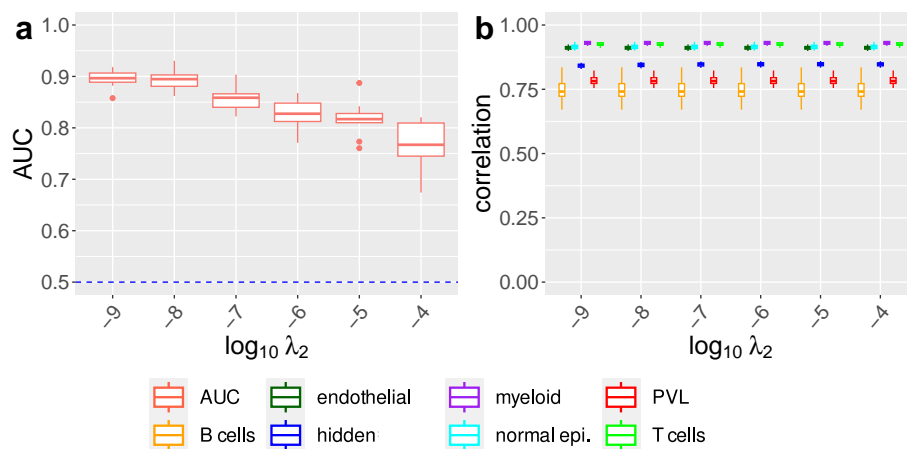 a
1.0
0.9
0.8
0.7
0.6
0.5
AUC
−9
−8
−7
−6
−5
−4
log10 λ2
b
1.00
0.75
0.50
0.25
0.00
correlation
−9
−8
−7
−6
−5
−4
log10 λ2
AUC endothelial myeloid PVL
B cells hidden normal epi. T cells